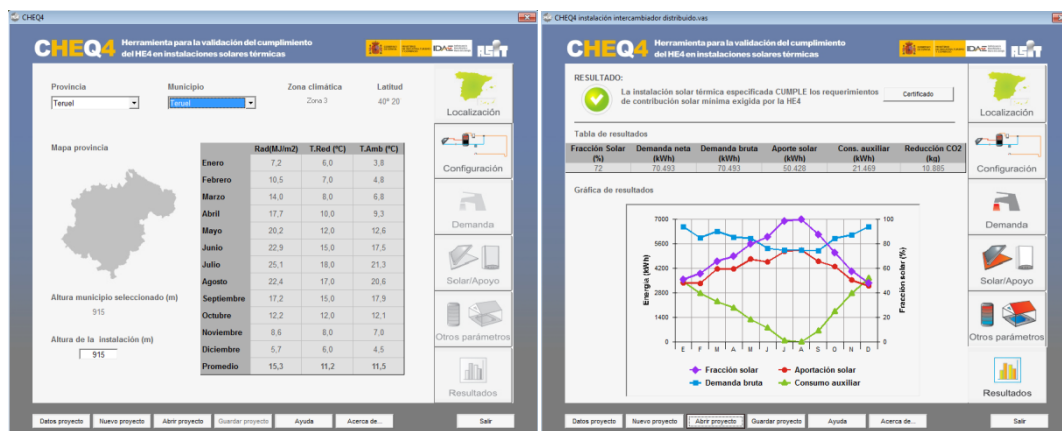 CHEQ4
CHEQ4
Herramienta para la validación del cumplimiento
del HE4 en instalaciones solares térmicas
IDAE
ASIT
Provincia
Municipio
Zona climática
Latitud
Teruel
Teruel
Zona 3
40º 20
Mapa provincia
Rad(MJ/m2) T.Red (ºC) T.Amb (ºC)
Enero 7,2 6,0 3,8
Febrero 10,5 7,0 4,8
Marzo 14,0 8,0 6,8
Abril 17,7 10,0 9,3
Mayo 20,2 12,0 12,6
Junio 22,9 15,0 17,5
Julio 25,1 18,0 21,3
Agosto 22,4 17,0 20,6
Septiembre 17,2 15,0 17,9
Octubre 12,2 12,0 12,1
Noviembre 8,6 8,0 7,0
Diciembre 5,7 6,0 4,5
Promedio 15,3 11,2 11,5
Altura municipio seleccionado (m)
915
Altura de la instalación (m)
915
Localización
Configuración
Demanda
Solar/Apoyo
Otros parámetros
Resultados
Datos proyecto
Nuevo proyecto
Abrir proyecto
Guardar proyecto
Ayuda
Acerca de...
Salir
CHEQ4 instalación intercambiador distribuido.vas
CHEQ4
Herramienta para la validación del cumplimiento
del HE4 en instalaciones solares térmicas
IDAE
ASIT
RESULTADO:
La instalación solar térmica especificada CUMPLE los requerimientos
de contribución solar mínima exigida por la HE4
Certificado
Tabla de resultados
Fracción Solar (%) Demanda neta (kWh) Demanda bruta (kWh) Aporte solar (kWh) Cons. auxiliar (kWh) Reducción CO2 (kg)
72 70.493 70.493 50.428 21.469 10.885
Gráfica de resultados
Energía (kWh)
7000
5600
4200
2800
1400
0
E F M A M J J A S O N D
100
80
60
40
20
0
Fracción solar (%)
Fracción solar
Aportación solar
Demanda bruta
Consumo auxiliar
Localización
Configuración
Demanda
Solar/Apoyo
Otros parámetros
Resultados
Datos proyecto
Nuevo proyecto
Abrir proyecto
Guardar proyecto
Ayuda
Acerca de...
Salir